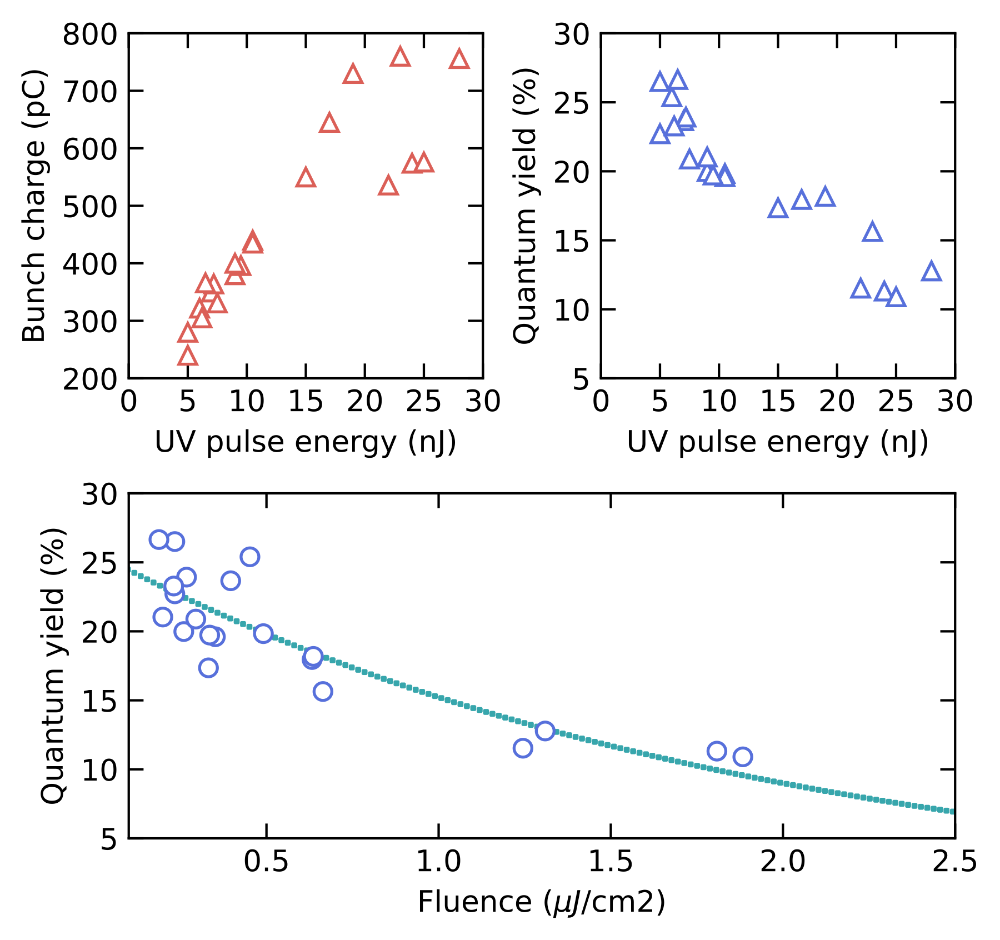 800
700
600
500
400
300
200
Bunch charge (pC)
0 5 10 15 20 25 30
UV pulse energy (nJ)
30
25
20
15
10
5
Quantum yield (%)
0 5 10 15 20 25 30
UV pulse energy (nJ)
30
25
20
15
10
5
Quantum yield (%)
0.5 1.0 1.5 2.0 2.5
Fluence (μJ/cm2)